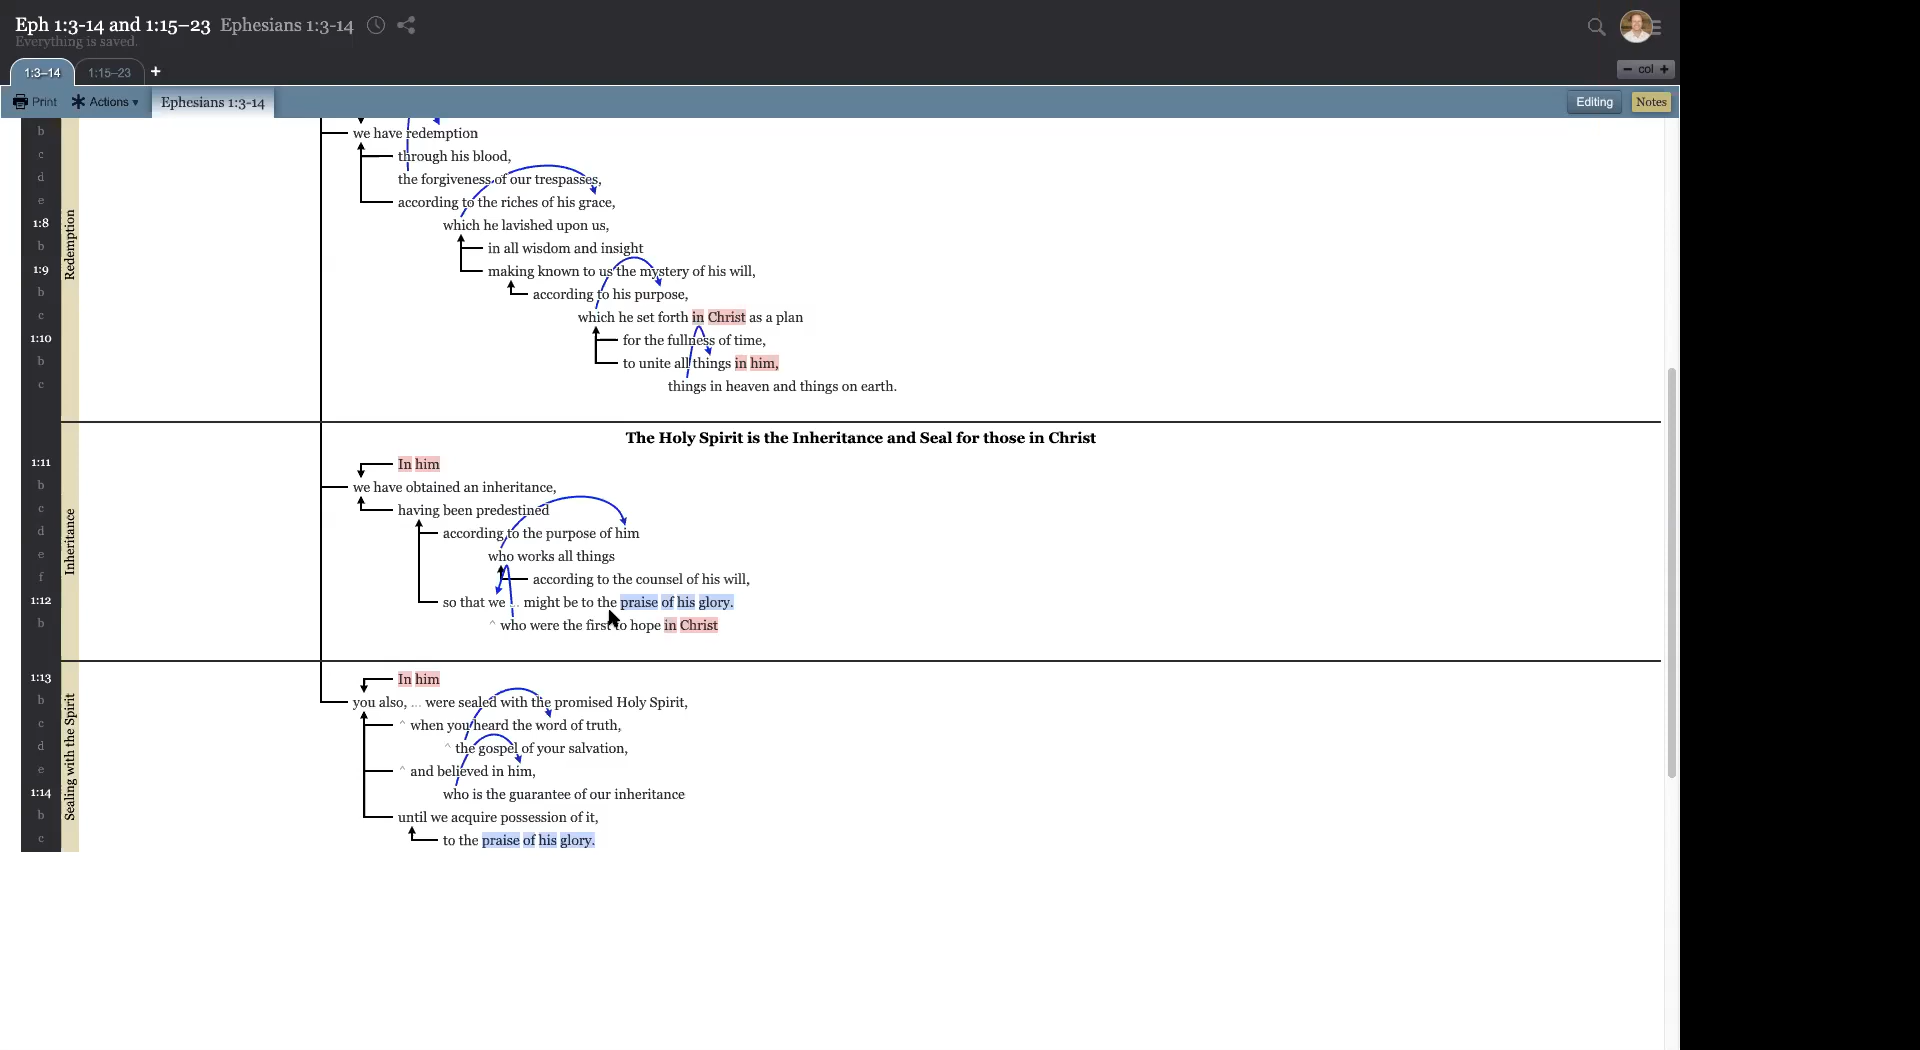 Eph 1:3-14 and 1:15–23 Ephesians 1:3-14
Everything is saved.
1:3–14 1:15–23 +
− col +
Print Actions ▾ Ephesians 1:3-14
Editing Notes
b we have redemption
c through his blood,
d the forgiveness of our trespasses,
e according to the riches of his grace,
1:8 which he lavished upon us,
b in all wisdom and insight
Redemption
1:9 making known to us the mystery of his will,
b according to his purpose,
c which he set forth in Christ as a plan
1:10 for the fullness of time,
b to unite all things in him,
c things in heaven and things on earth.
The Holy Spirit is the Inheritance and Seal for those in Christ
1:11 In him
b we have obtained an inheritance,
c having been predestined
d according to the purpose of him
Inheritance
e who works all things
f according to the counsel of his will,
1:12 so that we ... might be to the praise of his glory.
b ^ who were the first to hope in Christ
1:13 In him
b you also, ... were sealed with the promised Holy Spirit,
c ^ when you heard the word of truth,
d ^ the gospel of your salvation,
Sealing with the Spirit
e ^ and believed in him,
1:14 who is the guarantee of our inheritance
b until we acquire possession of it,
c to the praise of his glory.